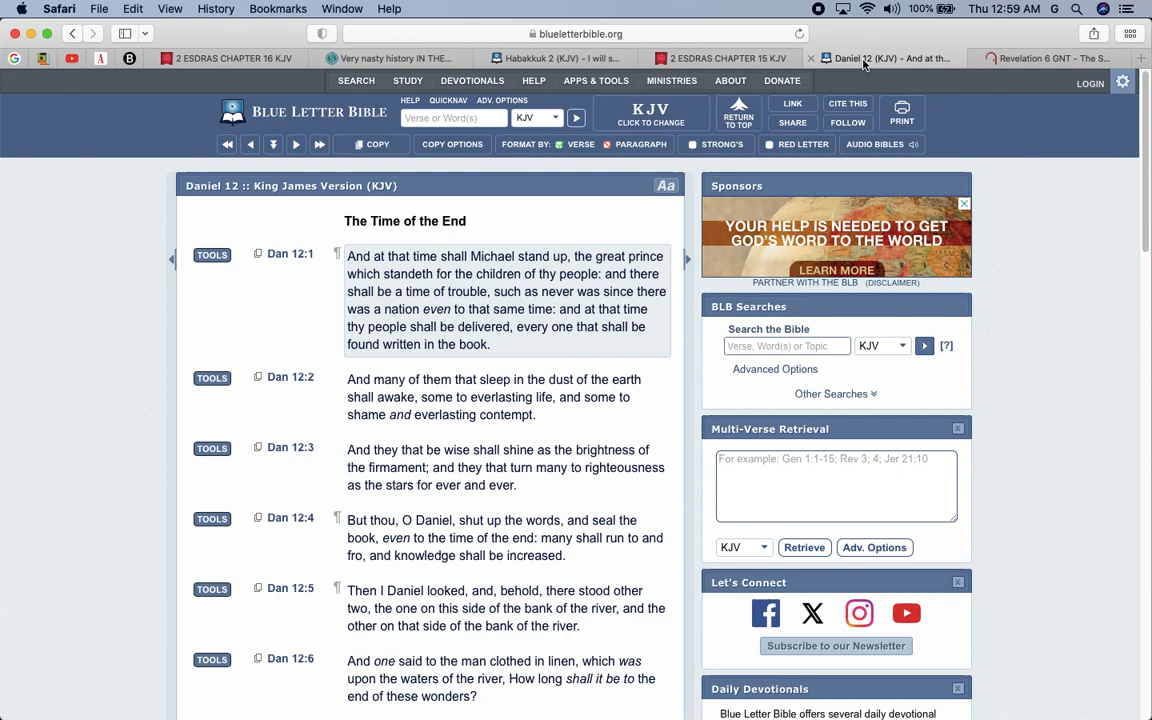 Safari File Edit View History Bookmarks Window Help 100% Thu 12:59 AM G
blueletterbible.org
G A B 2 ESDRAS CHAPTER 16 KJV Very nasty history IN THE... Habakkuk 2 (KJV) - I will s... 2 ESDRAS CHAPTER 15 KJV Daniel 12 (KJV) - And at th... Revelation 6 GNT - The S...
SEARCH STUDY DEVOTIONALS HELP APPS & TOOLS MINISTRIES ABOUT DONATE LOGIN
BLUE LETTER BIBLE
HELP QUICKNAV ADV. OPTIONS
Verse or Word(s) KJV
KJV
CLICK TO CHANGE
RETURN
TO TOP
LINK CITE THIS
SHARE FOLLOW
PRINT
COPY COPY OPTIONS FORMAT BY: VERSE PARAGRAPH STRONG'S RED LETTER AUDIO BIBLES
Daniel 12 :: King James Version (KJV) Aa
The Time of the End
TOOLS Dan 12:1 ¶ And at that time shall Michael stand up, the great prince
which standeth for the children of thy people: and there
shall be a time of trouble, such as never was since there
was a nation even to that same time: and at that time
thy people shall be delivered, every one that shall be
found written in the book.
TOOLS Dan 12:2 And many of them that sleep in the dust of the earth
shall awake, some to everlasting life, and some to
shame and everlasting contempt.
TOOLS Dan 12:3 And they that be wise shall shine as the brightness of
the firmament; and they that turn many to righteousness
as the stars for ever and ever.
TOOLS Dan 12:4 ¶ But thou, O Daniel, shut up the words, and seal the
book, even to the time of the end: many shall run to and
fro, and knowledge shall be increased.
TOOLS Dan 12:5 ¶ Then I Daniel looked, and, behold, there stood other
two, the one on this side of the bank of the river, and the
other on that side of the bank of the river.
TOOLS Dan 12:6 And one said to the man clothed in linen, which was
upon the waters of the river, How long shall it be to the
end of these wonders?
Sponsors
YOUR HELP IS NEEDED TO GET
GOD'S WORD TO THE WORLD
LEARN MORE
PARTNER WITH THE BLB (DISCLAIMER)
BLB Searches
Search the Bible
Verse, Word(s) or Topic KJV [?]
Advanced Options
Other Searches
Multi-Verse Retrieval
For example: Gen 1:1-15; Rev 3; 4; Jer 21:10
KJV Retrieve Adv. Options
Let's Connect
Subscribe to our Newsletter
Daily Devotionals
Blue Letter Bible offers several daily devotional